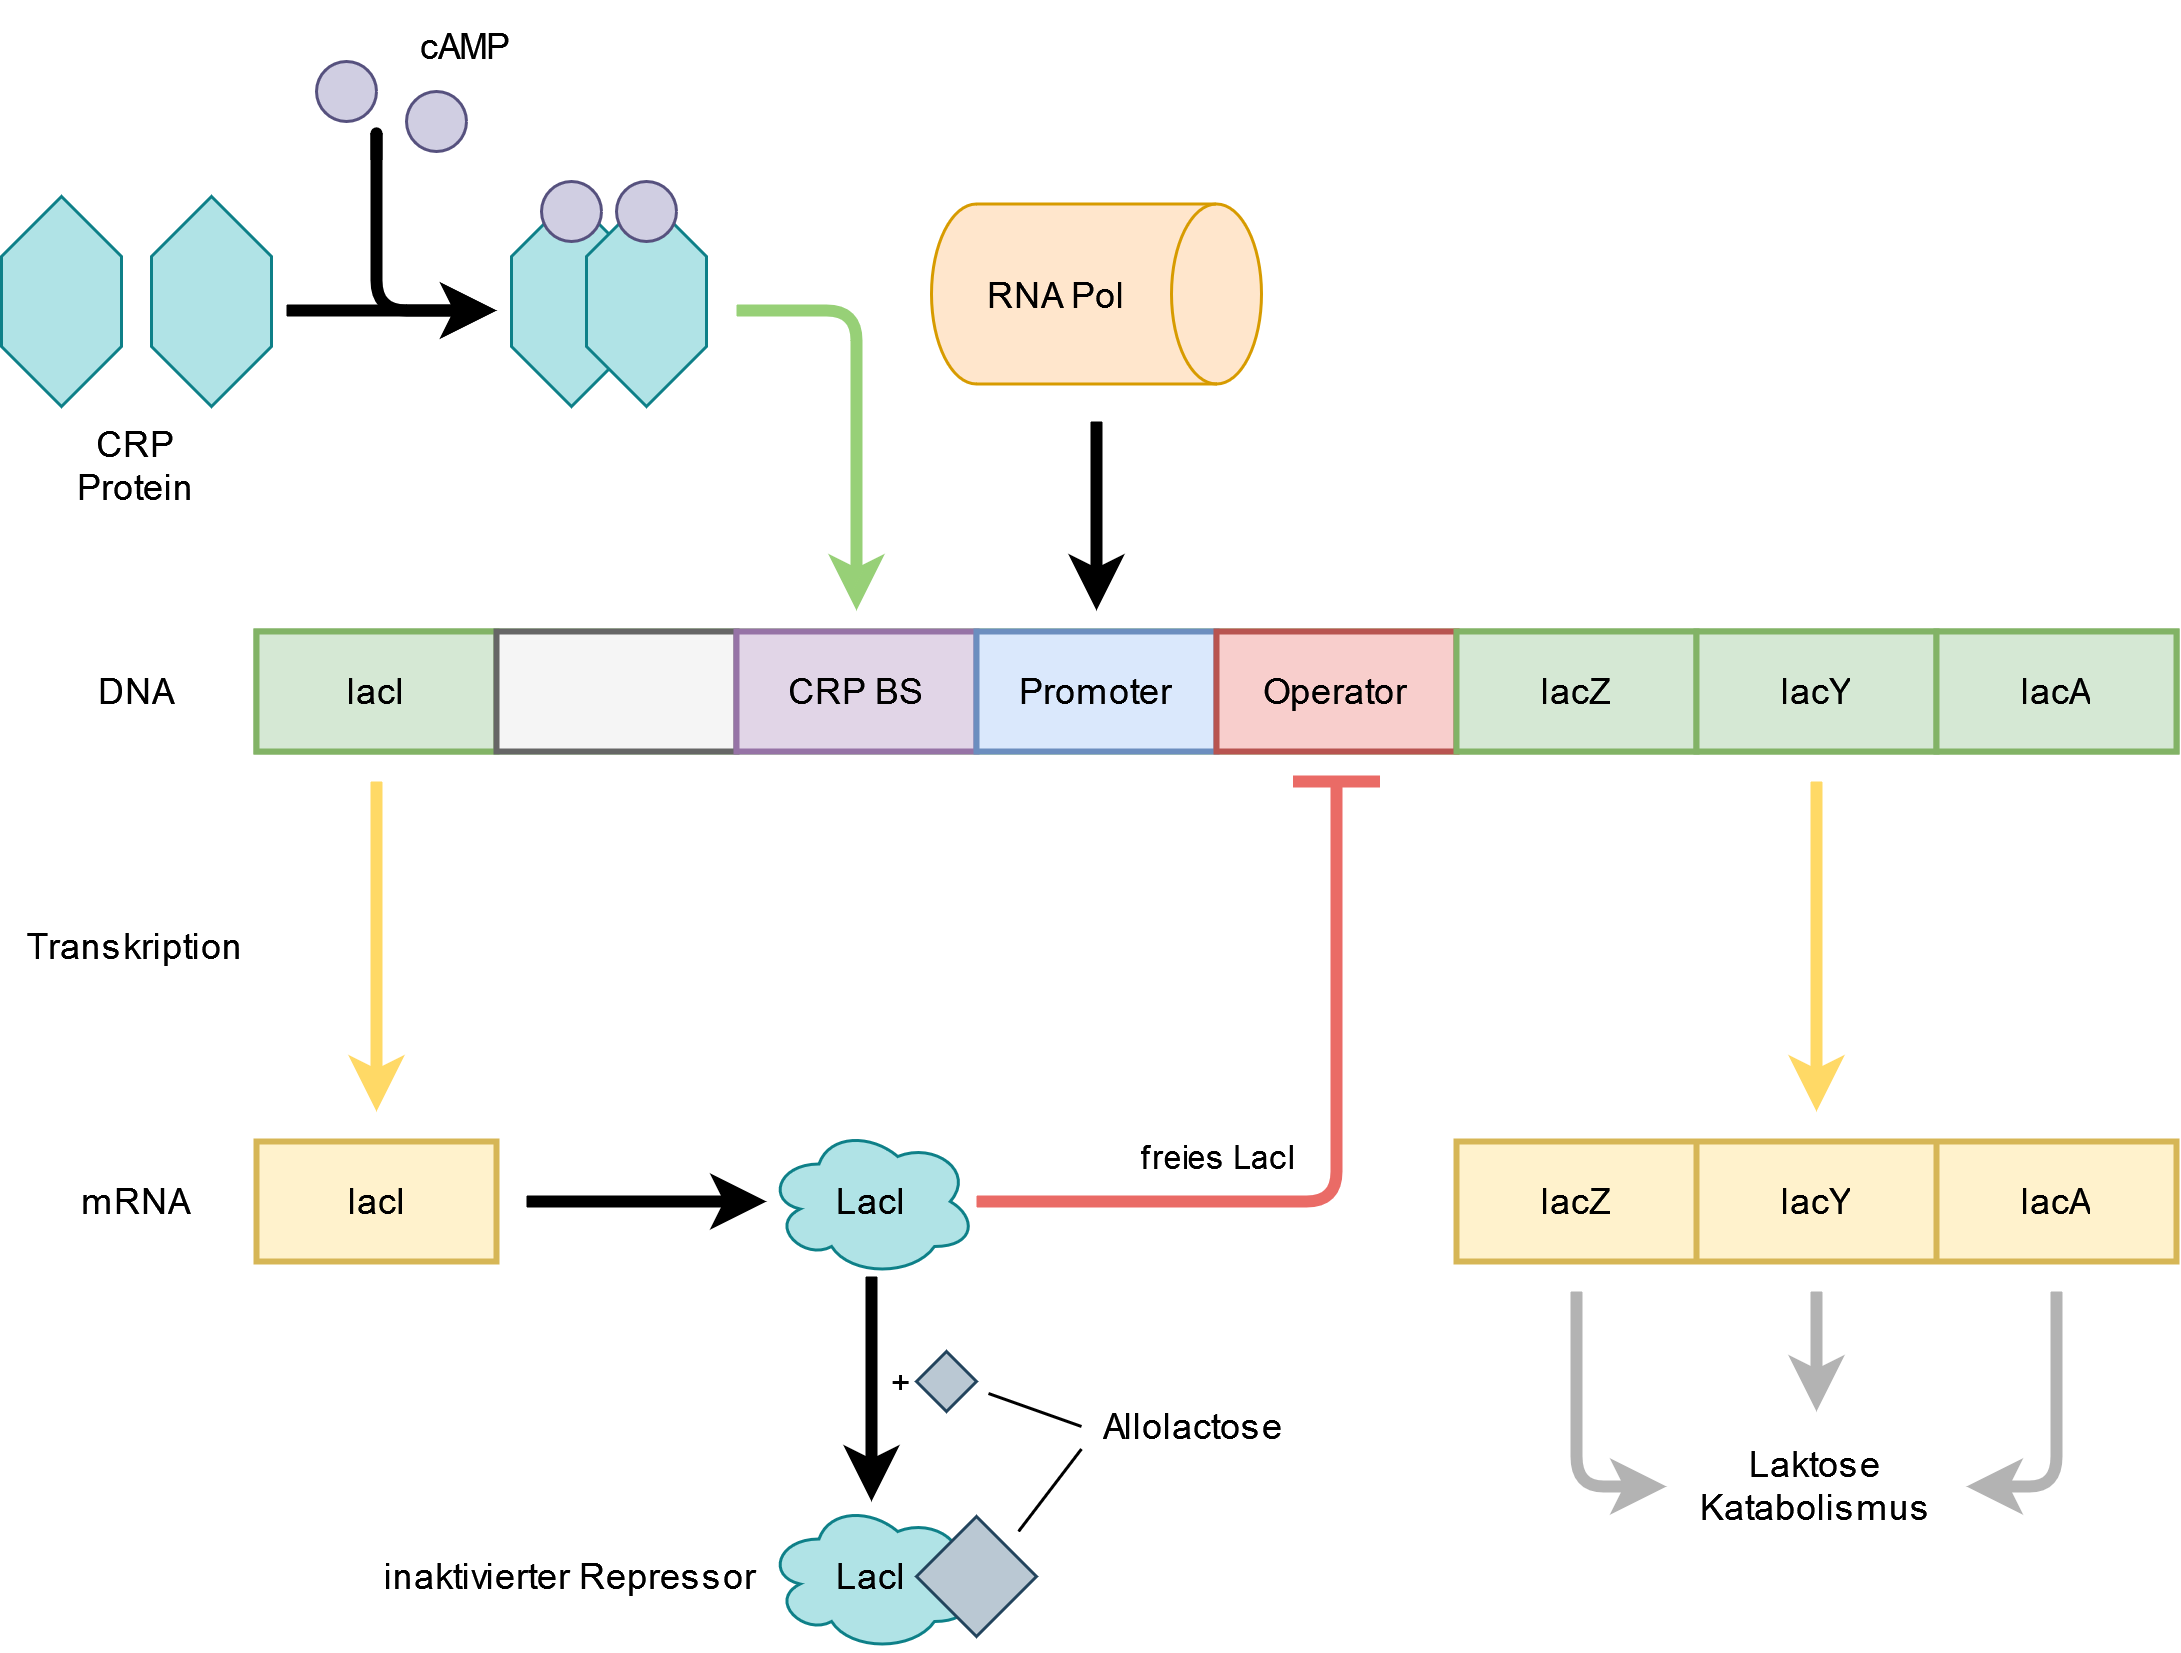 cAMP
RNA Pol
CRP
Protein
DNA
lacI
CRP BS
Promoter
Operator
lacZ
lacY
lacA
Transkription
mRNA
lacI
LacI
freies LacI
lacZ
lacY
lacA
+
Allolactose
Laktose
Katabolismus
inaktivierter Repressor
LacI